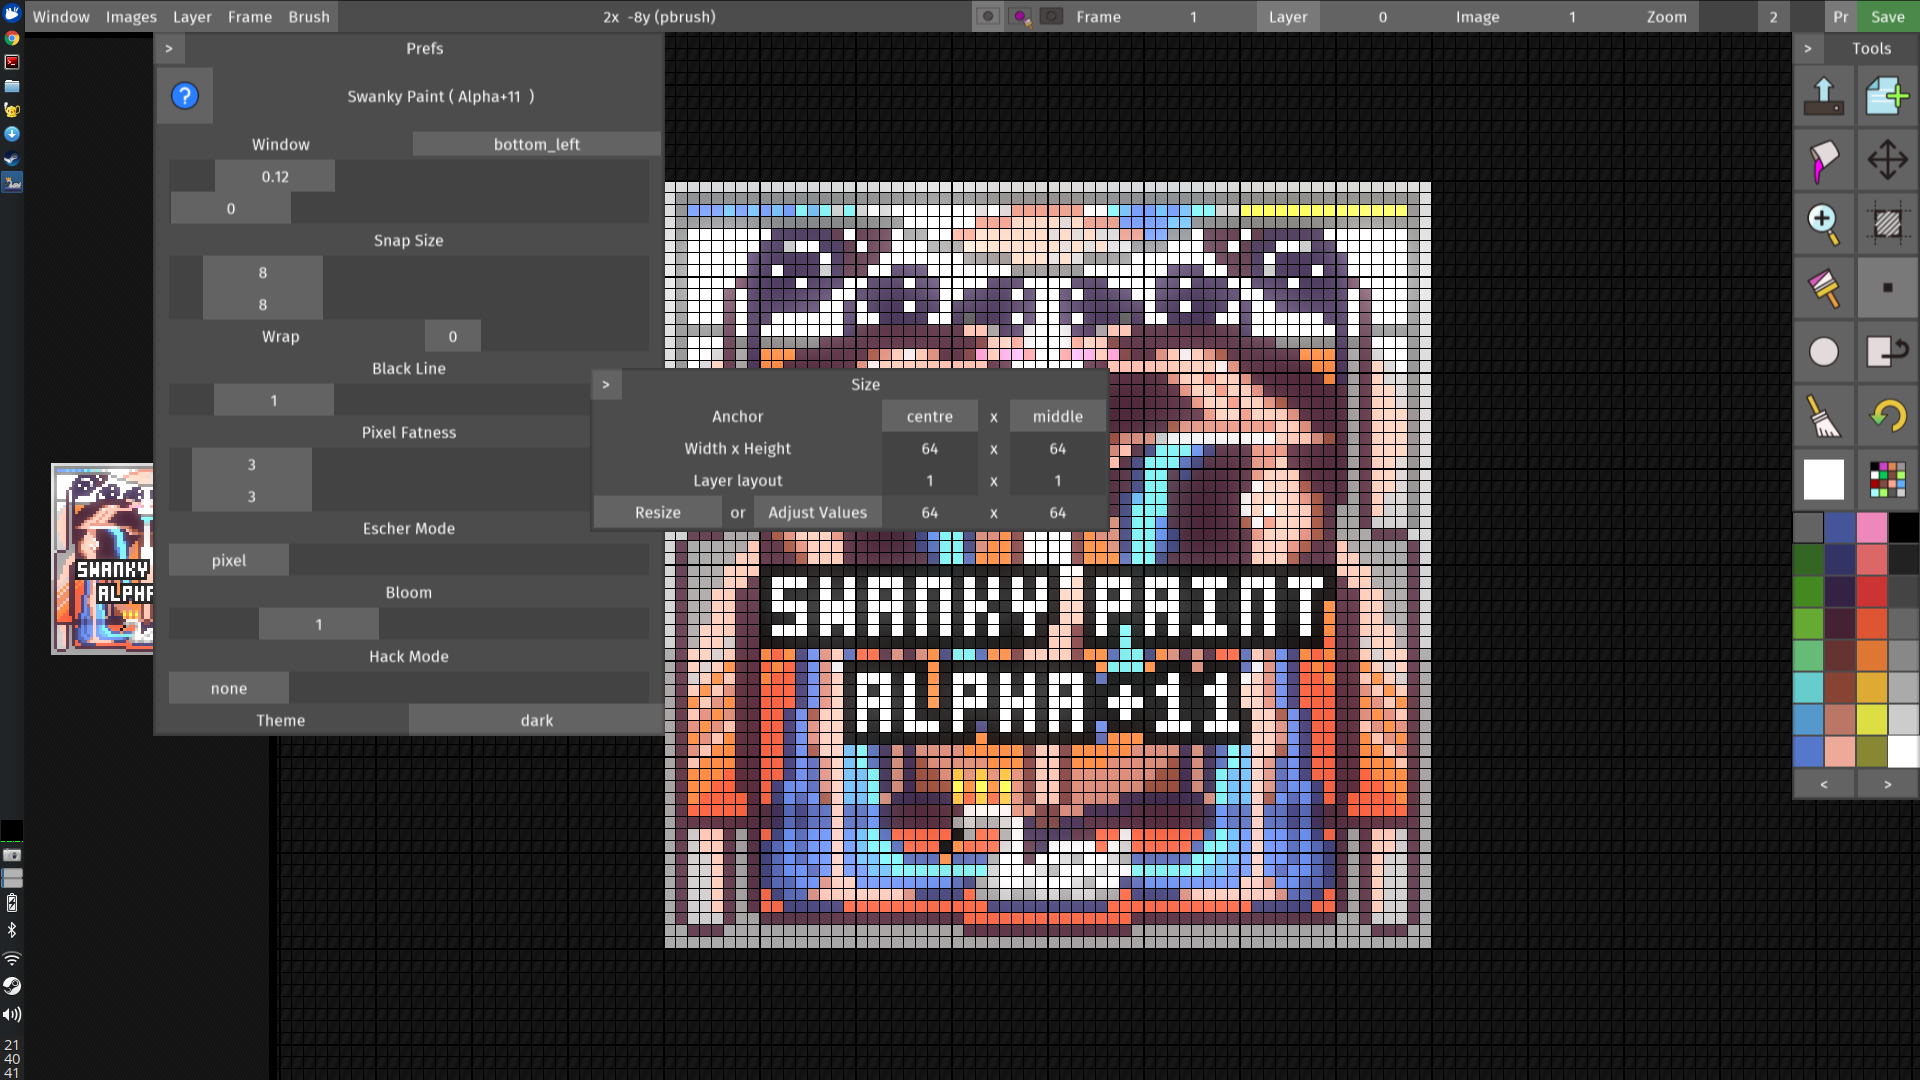 Window Images Layer Frame Brush 2x -8y (pbrush) Frame 1 Layer 0 Image 1 Zoom 2 Pr Save
> Prefs
Swanky Paint ( Alpha+11 )
Window bottom_left
0.12
0
Snap Size
8
8
Wrap 0
Black Line
1
Pixel Fatness
3
3
Escher Mode
pixel
Bloom
1
Hack Mode
none
Theme dark
> Size
Anchor centre x middle
Width x Height 64 x 64
Layer layout 1 x 1
Resize or Adjust Values 64 x 64
> Tools
< >
SWANKY PAINT
ALPHA+11
SWANKY
ALPHA
21
40
41